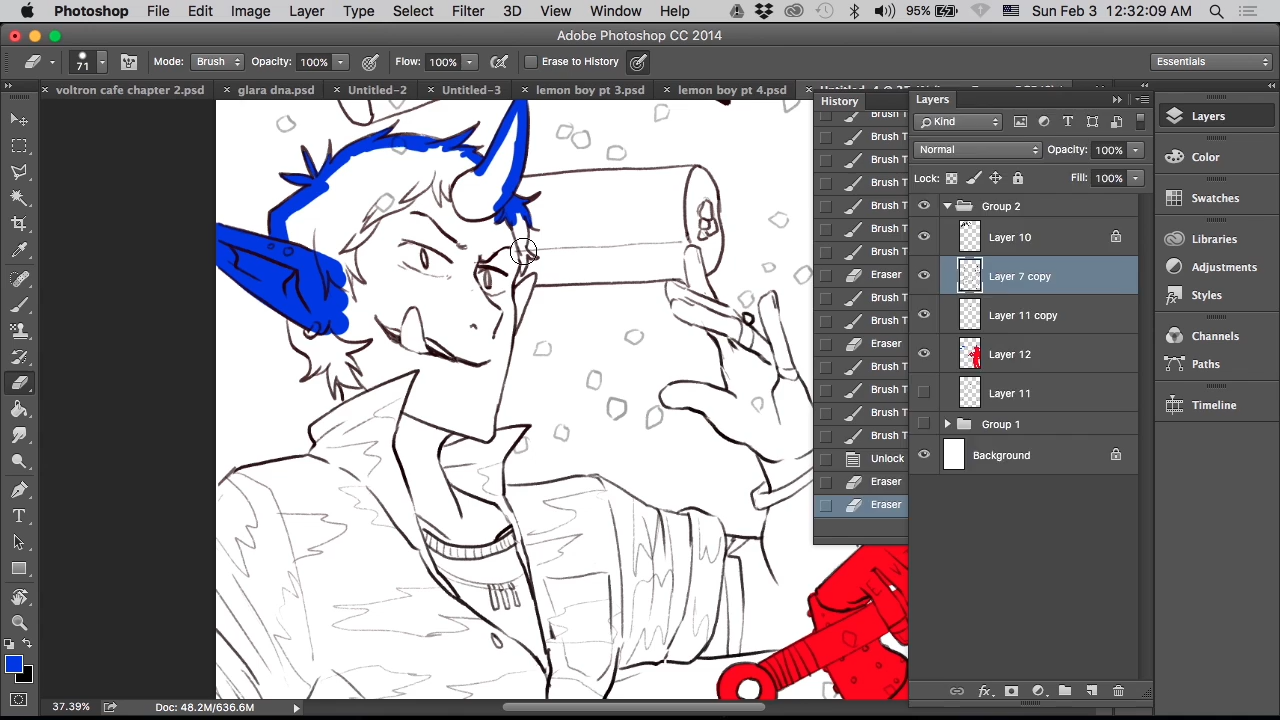 Photoshop File Edit Image Layer Type Select Filter 3D View Window Help 95% Sun Feb 3 12:32:09 AM
Adobe Photoshop CC 2014
71 Mode: Brush Opacity: 100% Flow: 100% Erase to History Essentials
voltron cafe chapter 2.psd glara dna.psd Untitled-2 Untitled-3 lemon boy pt 3.psd lemon boy pt 4.psd
History
Brush T
Brush T
Brush T
Brush T
Brush T
Brush T
Brush T
Eraser
Brush T
Brush T
Eraser
Brush T
Brush T
Brush T
Brush T
Unlock
Eraser
Eraser
Layers
Kind
Normal Opacity: 100%
Lock: Fill: 100%
Group 2
Layer 10
Layer 7 copy
Layer 11 copy
Layer 12
Layer 11
Group 1
Background
fx
Layers
Color
Swatches
Libraries
Adjustments
Styles
Channels
Paths
Timeline
T
37.39% Doc: 48.2M/636.6M